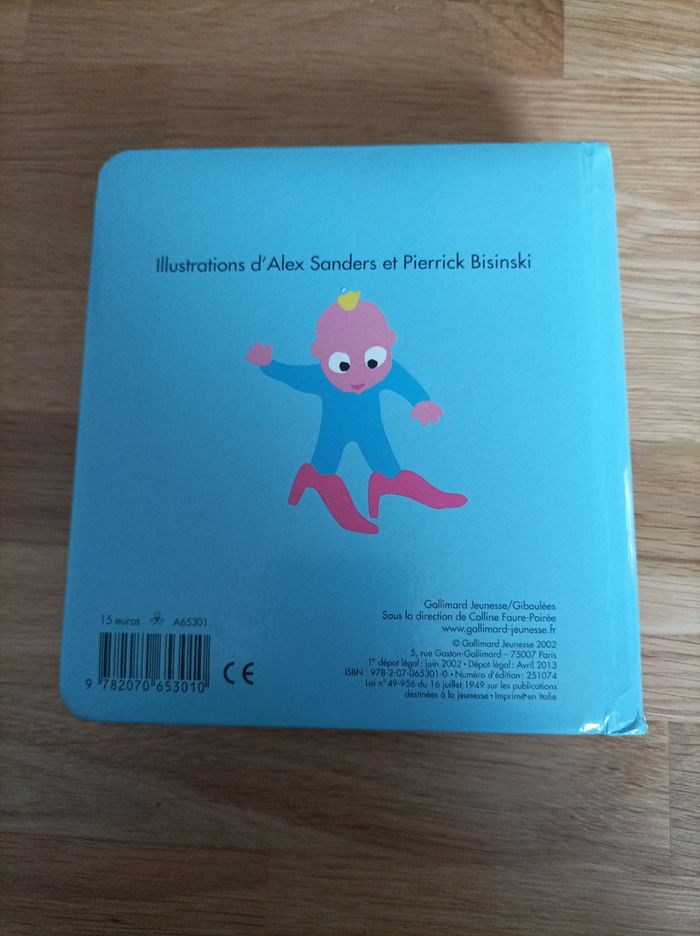 Illustrations d'Alex Sanders et Pierrick Bisinski
15 euros A65301
9 782070 653010
CE
Gallimard Jeunesse/Giboulées
Sous la direction de Colline Faure-Poirée
www.gallimard-jeunesse.fr
© Gallimard Jeunesse 2002
5, rue Gaston-Gallimard – 75007 Paris
1er dépôt légal : juin 2002 • Dépôt légal : Avril 2013
ISBN : 978-2-07-065301-0 • Numéro d'édition : 251074
Loi n°49-956 du 16 juillet 1949 sur les publications
destinées à la jeunesse • Imprimé en Italie